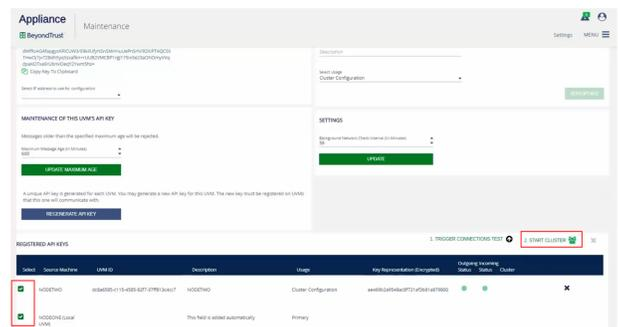 Appliance
BeyondTrust
Maintenance
Settings
MENU
Copy Key To Clipboard
Select IP address to use for configuration
Description
Select Usage
Cluster Configuration
MAINTENANCE OF THIS UVM'S API KEY
Messages older than the specified maximum age will be rejected.
Maximum Message Age (in Minutes)
UPDATE MAXIMUM AGE
A unique API key is generated for each UVM. You may generate a new API key for this UVM. The new key must be registered on UVMs
that this one will communicate with.
REGENERATE API KEY
SETTINGS
Background Network Check Interval (in Minutes)
UPDATE
REGISTERED API KEYS
1. TRIGGER CONNECTIONS TEST
2. START CLUSTER
Outgoing Incoming
Select Source Machine UVM ID Description Usage Key Representation (Encrypted) Status Status Cluster
NODETWO NODETWO Cluster Configuration
NODEONE (Local This field is added automatically Primary
UVM)